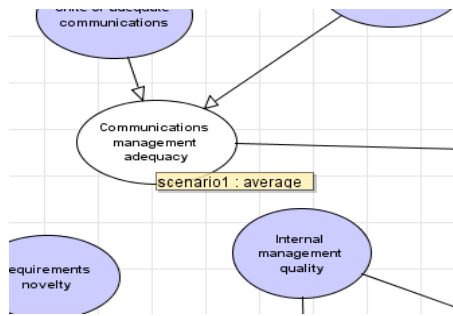 communications
Communications
management
adequacy
scenario1 : average
Internal
management
quality
equirements
novelty